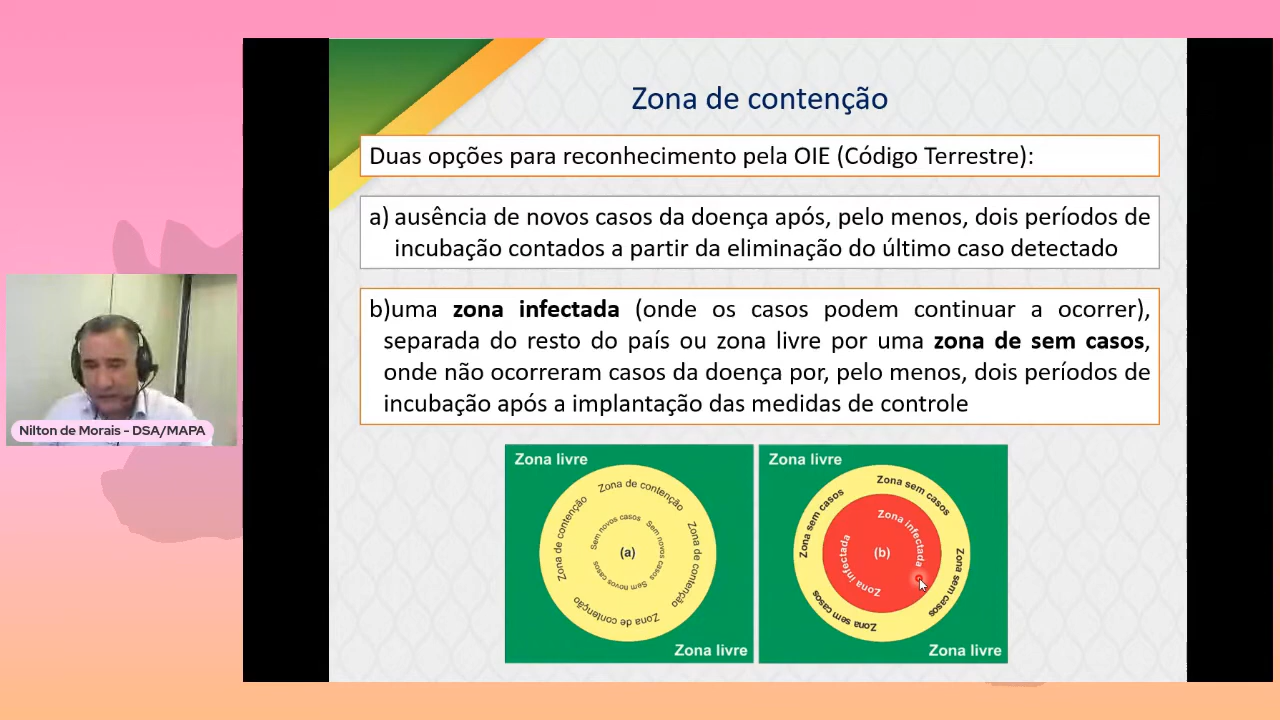 Zona de contenção
Duas opções para reconhecimento pela OIE (Código Terrestre):
a) ausência de novos casos da doença após, pelo menos, dois períodos de
incubação contados a partir da eliminação do último caso detectado
b)uma zona infectada (onde os casos podem continuar a ocorrer),
separada do resto do país ou zona livre por uma zona de sem casos,
onde não ocorreram casos da doença por, pelo menos, dois períodos de
incubação após a implantação das medidas de controle
Nilton de Morais - DSA/MAPA
Zona livre
Zona de contenção
Zona de contenção
Zona de contenção
Zona de contenção
Sem novos casos
Sem novos casos
Sem novos casos
Sem novos casos
(a)
Zona livre
Zona livre
Zona sem casos
Zona sem casos
Zona sem casos
Zona sem casos
Zona infectada
Zona infectada
(b)
Zona livre